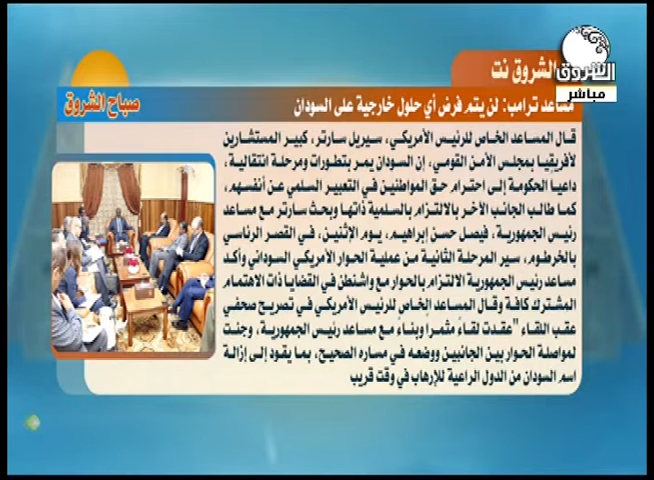 الشروق
مباشر
الشروق نت
صباح الشروق
مساعد ترامب: لن يتم فرض أي حلول خارجية على السودان
قال المساعد الخاص للرئيس الأمريكي، سيريل سارتر، كبير المستشارين
لأفريقيا بمجلس الأمن القومي، إن السودان يمر بتطورات ومرحلة انتقالية،
داعيا الحكومة إلى احترام حق المواطنين في التعبير السلمي عن أنفسهم،
كما طالب الجانب الآخر بالالتزام بالسلمية ذاتها وبحث سارتر مع مساعد
رئيس الجمهورية، فيصل حسن إبراهيم، يوم الإثنين، في القصر الرئاسي
بالخرطوم، سير المرحلة الثانية من عملية الحوار الأمريكي السوداني وأكد
مساعد رئيس الجمهورية الالتزام بالحوار مع واشنطن في القضايا ذات الاهتمام
المشترك كافة وقال المساعد الخاص للرئيس الأمريكي في تصريح صحفي
عقب اللقاء "عقدت لقاءً مثمراً وبناءً مع مساعد رئيس الجمهورية، وجئت
لمواصلة الحوار بين الجانبين ووضعه في مساره الصحيح، بما يقود إلى إزالة
اسم السودان من الدول الراعية للإرهاب في وقت قريب